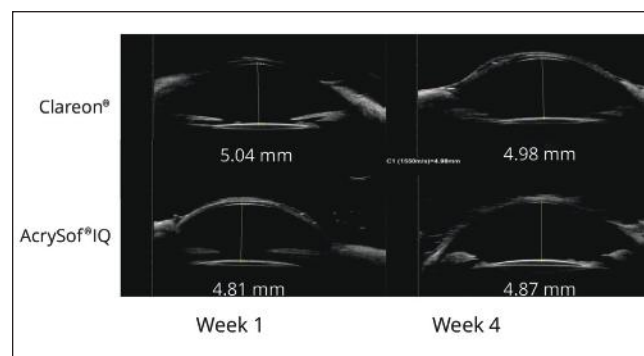 Clareon®
5.04 mm
4.98 mm
C1 (1550m/s)=4.98mm
AcrySof®IQ
4.81 mm
4.87 mm
Week 1
Week 4